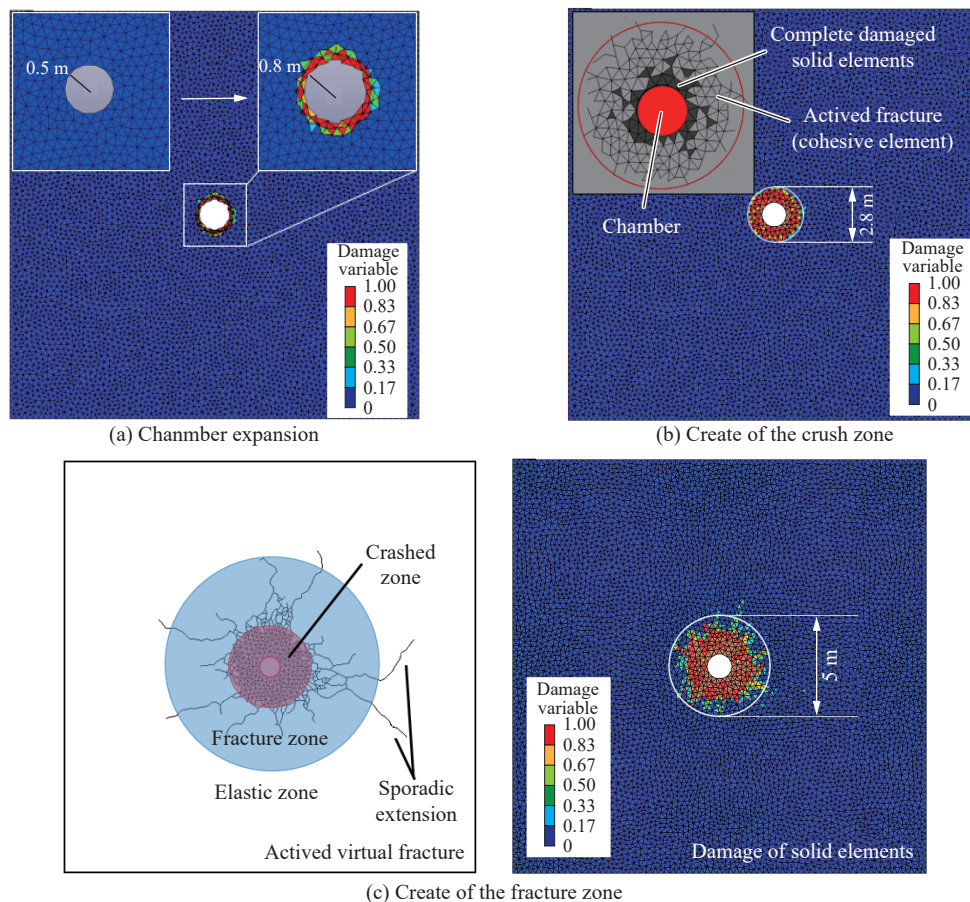 0.5 m
0.8 m
Damage
variable
1.00
0.83
0.67
0.50
0.33
0.17
0
(a) Chanmber expansion
Complete damaged
solid elements
Actived fracture
(cohesive element)
Chamber
2.8 m
Damage
variable
1.00
0.83
0.67
0.50
0.33
0.17
0
(b) Create of the crush zone
Crashed
zone
Fracture zone
Elastic zone
Sporadic
extension
Actived virtual fracture
5 m
Damage
variable
1.00
0.83
0.67
0.50
0.33
0.17
0
Damage of solid elements
(c) Create of the fracture zone